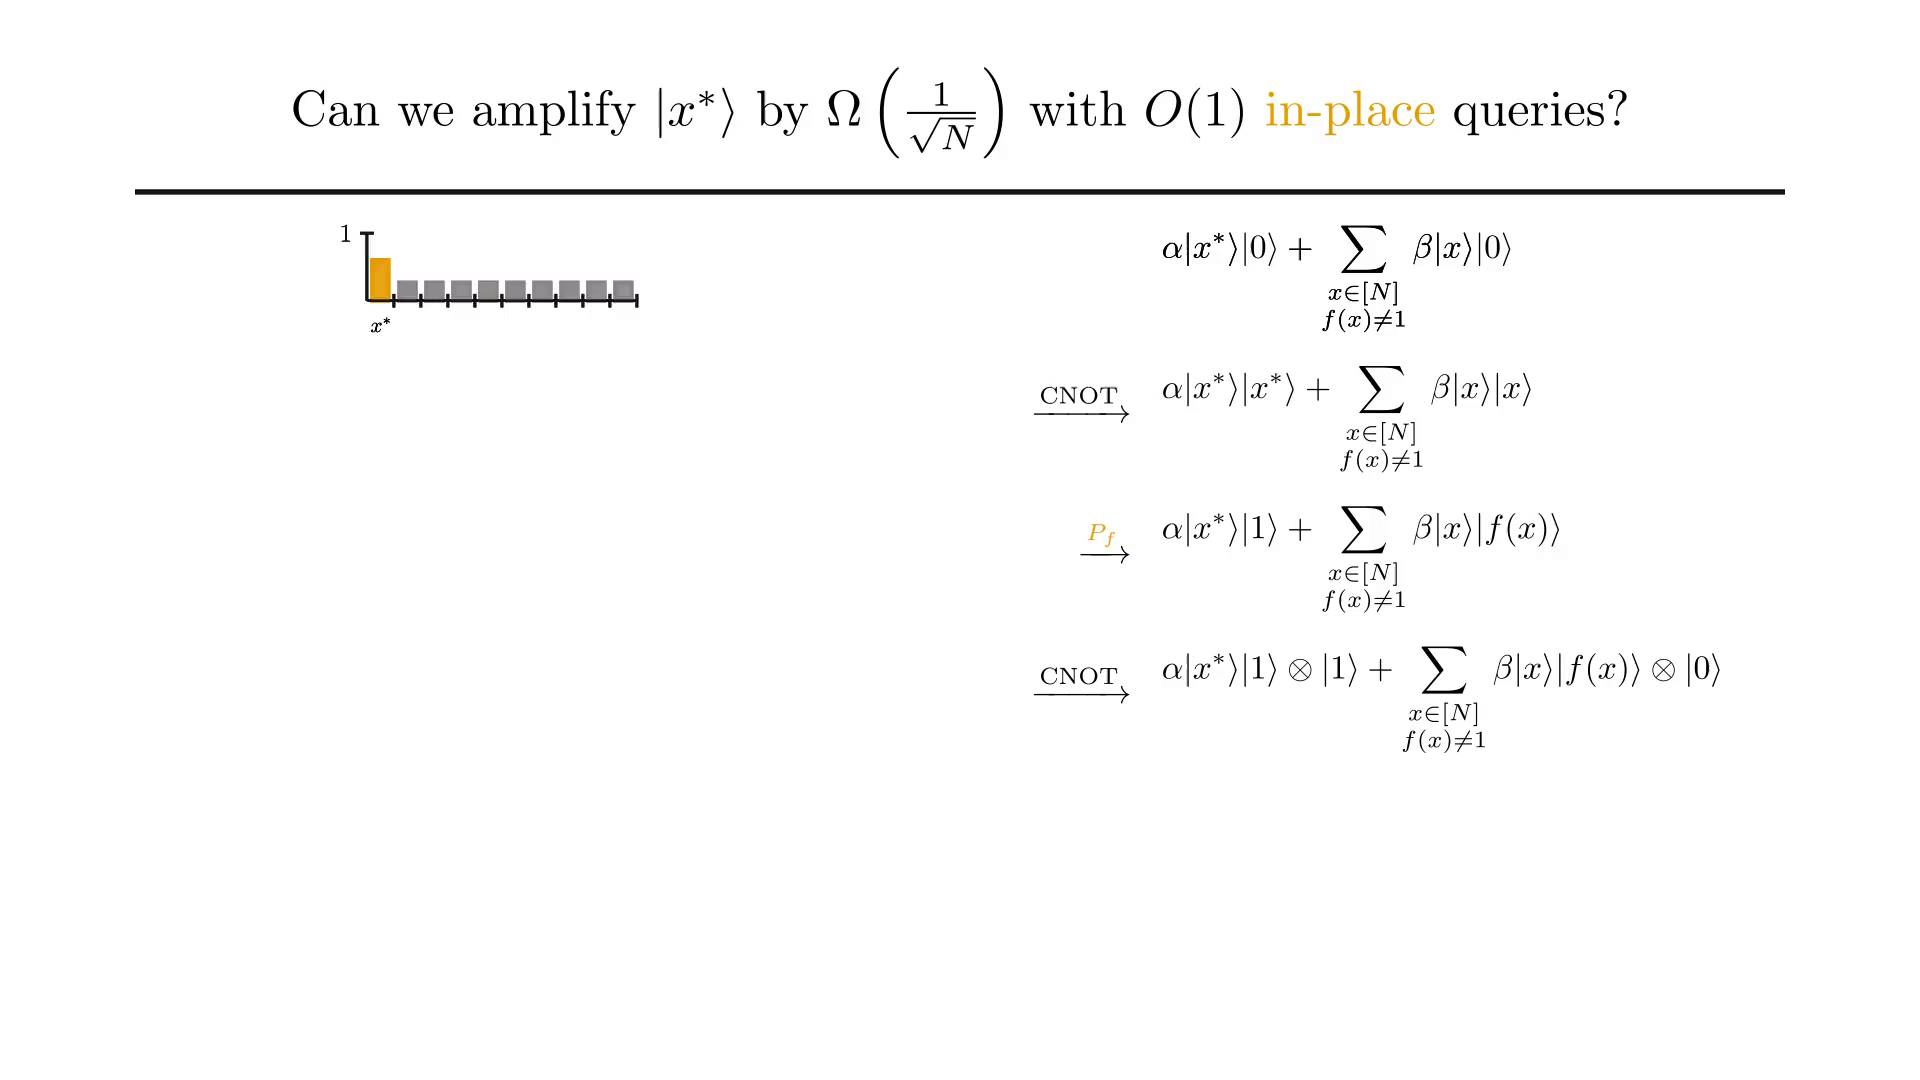 Can we amplify |x*⟩ by Ω(1/√N) with O(1) in-place queries?
1
x*
α|x*⟩|0⟩ + ∑ β|x⟩|0⟩
x∈[N]
f(x)≠1
CNOT α|x*⟩|x*⟩ + ∑ β|x⟩|x⟩
x∈[N]
f(x)≠1
P_f α|x*⟩|1⟩ + ∑ β|x⟩|f(x)⟩
x∈[N]
f(x)≠1
CNOT α|x*⟩|1⟩ ⊗ |1⟩ + ∑ β|x⟩|f(x)⟩ ⊗ |0⟩
x∈[N]
f(x)≠1